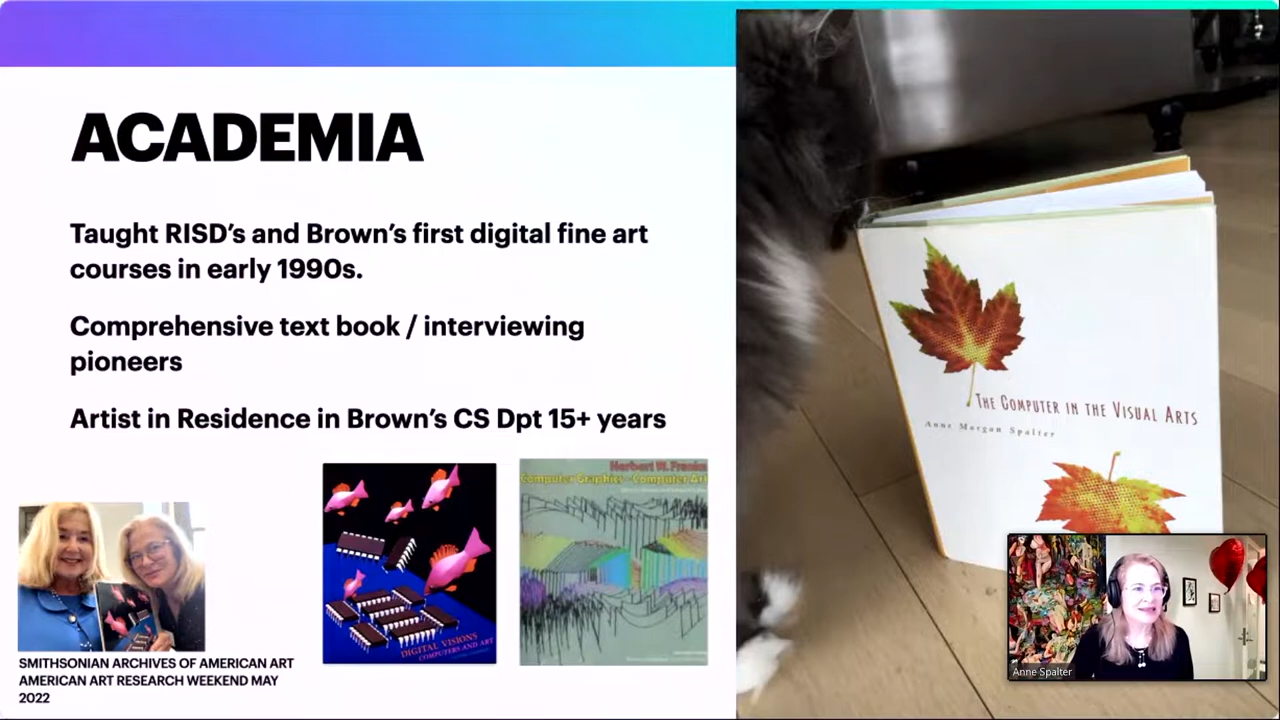 ACADEMIA
Taught RISD's and Brown's first digital fine art
courses in early 1990s.
Comprehensive text book / interviewing
pioneers
Artist in Residence in Brown's CS Dpt 15+ years
SMITHSONIAN ARCHIVES OF AMERICAN ART
AMERICAN ART RESEARCH WEEKEND MAY
2022
DIGITAL VISIONS
COMPUTERS AND ART
Herbert W. Franke
Computer Graphics - Computer Art
THE COMPUTER IN THE VISUAL ARTS
Anne Morgan Spalter
Anne Spalter